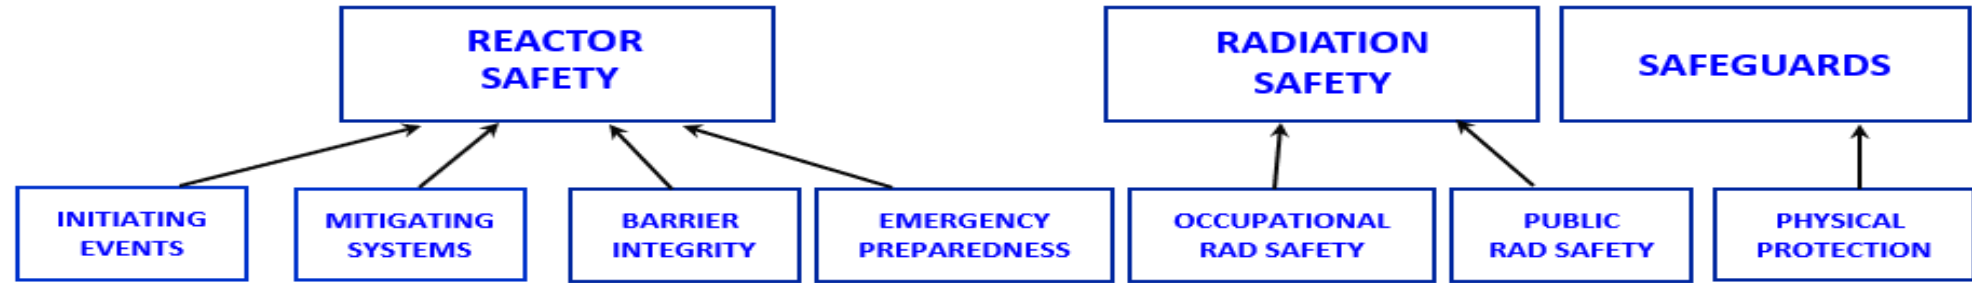 REACTOR
SAFETY
RADIATION
SAFETY
SAFEGUARDS
INITIATING
EVENTS
MITIGATING
SYSTEMS
BARRIER
INTEGRITY
EMERGENCY
PREPAREDNESS
OCCUPATIONAL
RAD SAFETY
PUBLIC
RAD SAFETY
PHYSICAL
PROTECTION